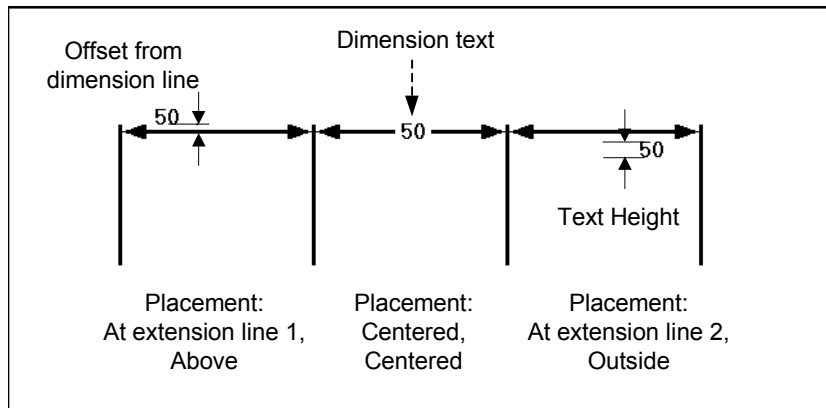 Offset from
dimension line
Dimension text
50
50
50
Text Height
Placement:
At extension line 1,
Above
Placement:
Centered,
Centered
Placement:
At extension line 2,
Outside